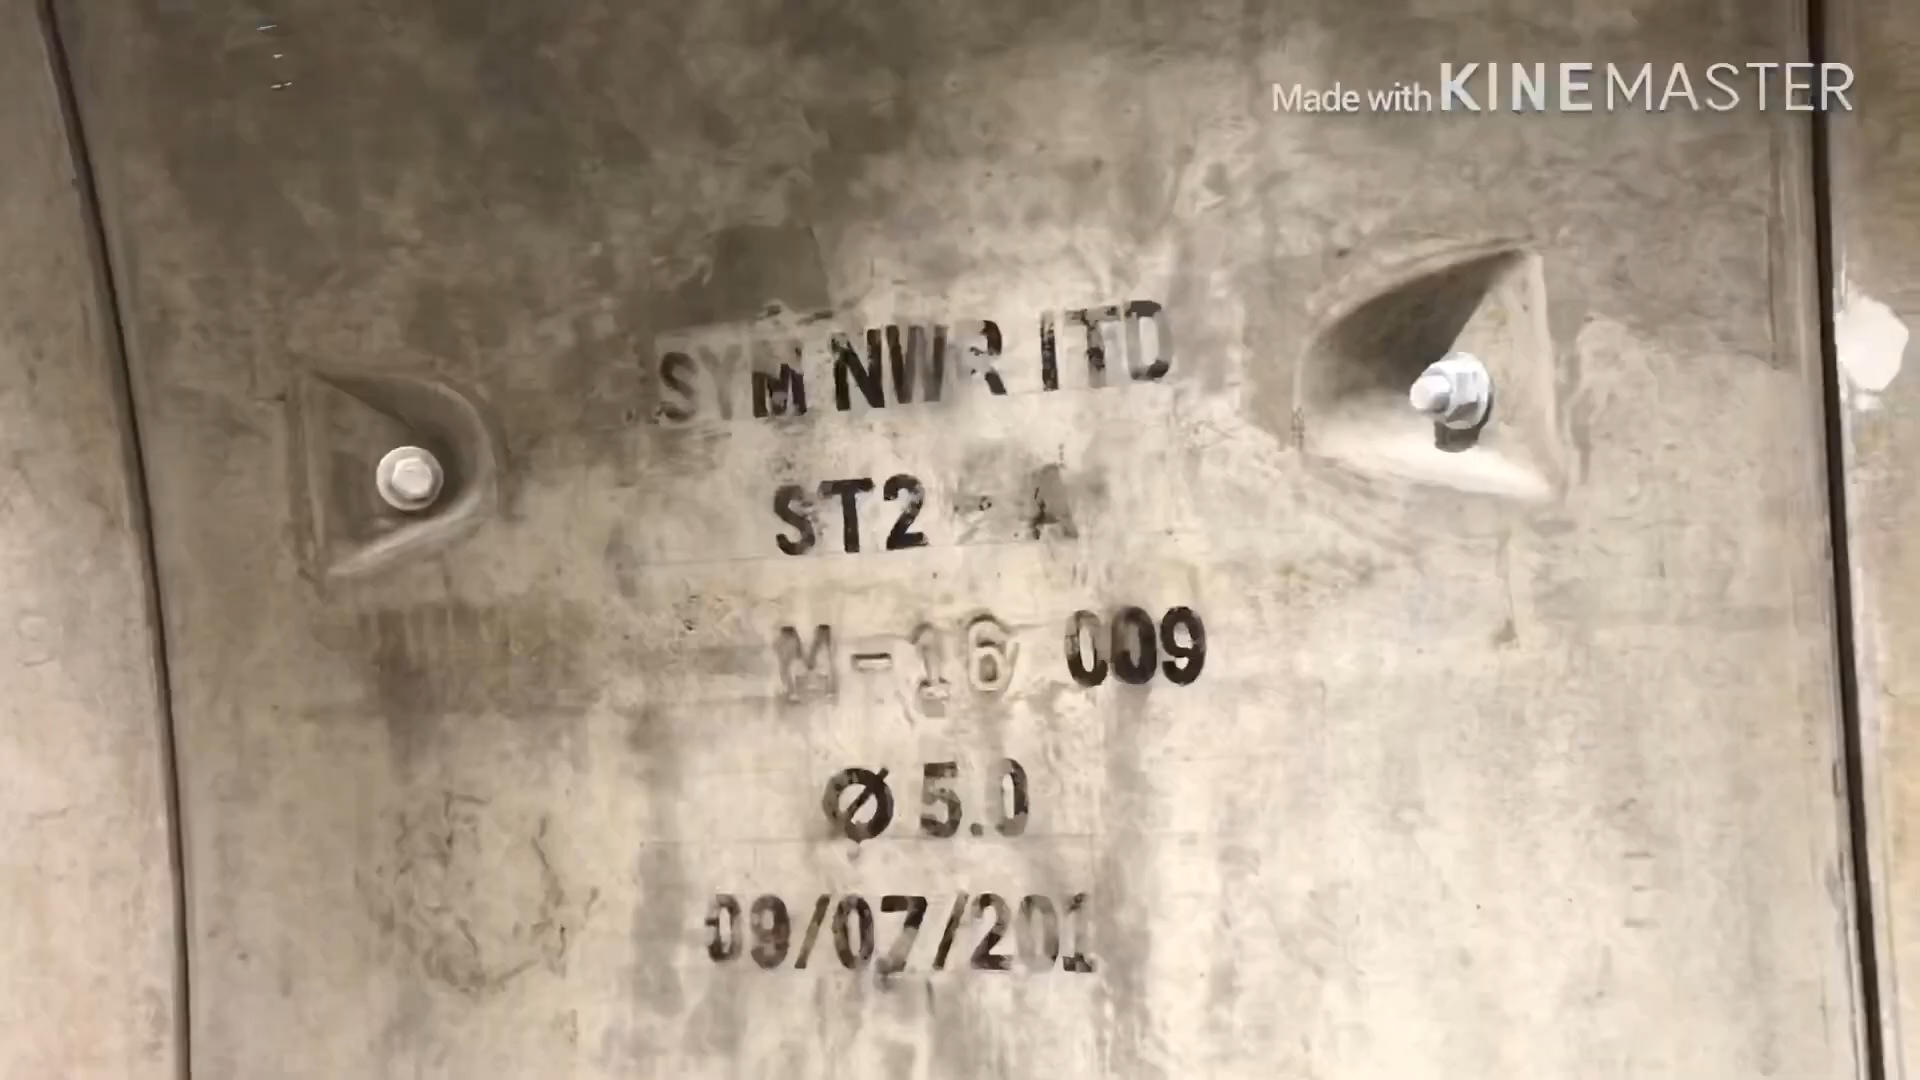 Made with KINEMASTER
SYM NWR ITD
ST2 - A
M-16 009
Ø 5.0
09/07/201